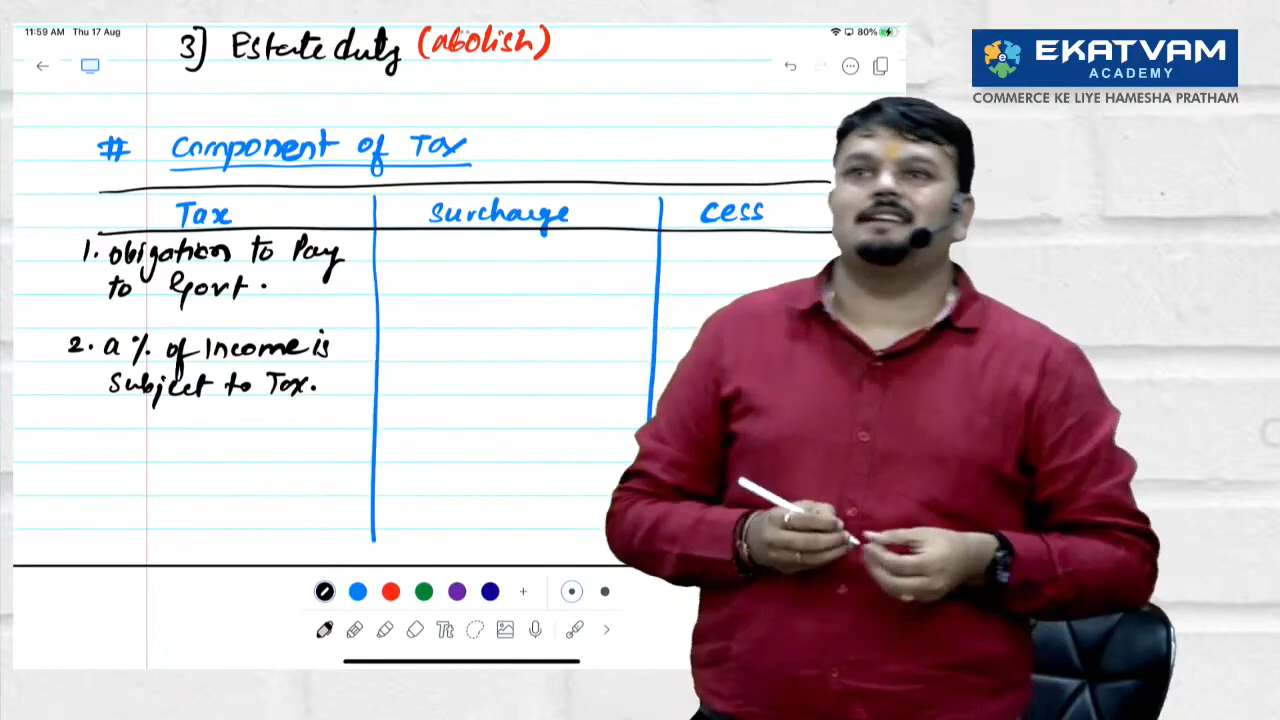 11:59 AM Thu 17 Aug
80%
3] Estate duty (abolish)
EKATVAM
ACADEMY
COMMERCE KE LIYE HAMESHA PRATHAM
# Component of Tax
Tax Surcharge Cess
1. obligation to Pay
to Govt.
2. a % of Income is
Subject to Tax.
Tt